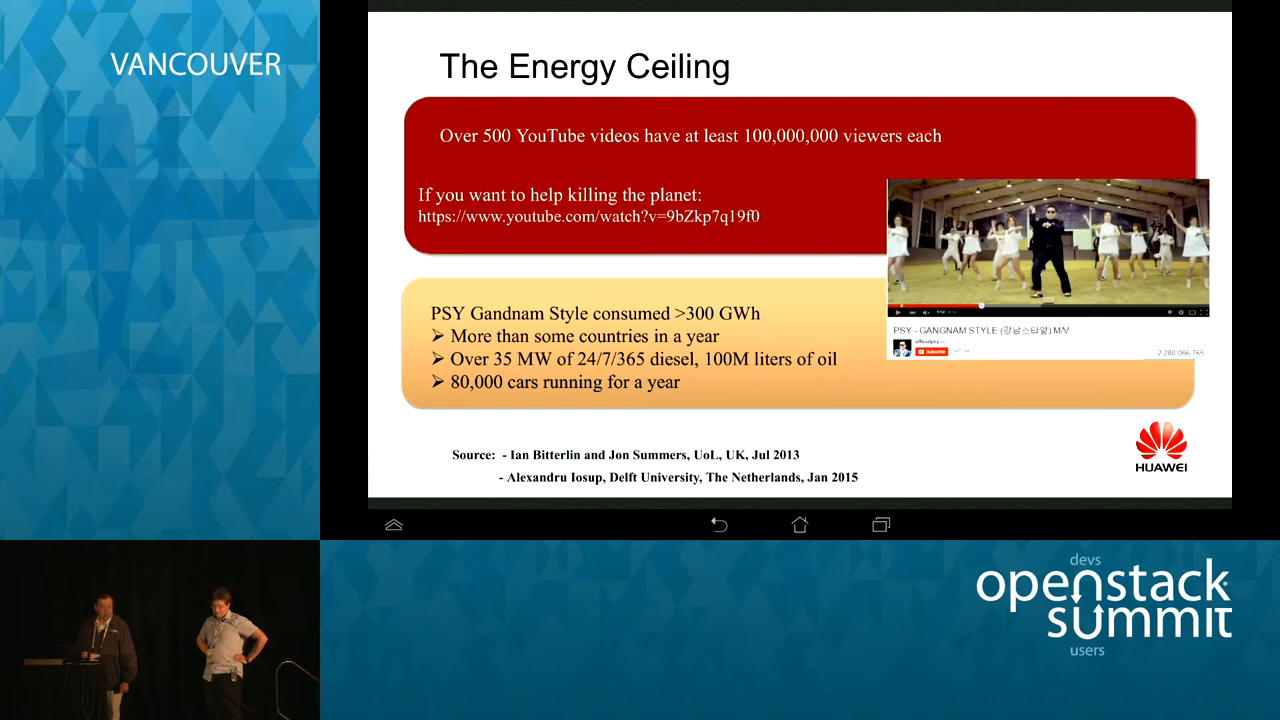 VANCOUVER
The Energy Ceiling
Over 500 YouTube videos have at least 100,000,000 viewers each
If you want to help killing the planet:
https://www.youtube.com/watch?v=9bZkp7q19f0
PSY - GANGNAM STYLE (강남스타일) M/V
officialpsy
Subscribe
2 280 066 765
PSY Gandnam Style consumed >300 GWh
➢ More than some countries in a year
➢ Over 35 MW of 24/7/365 diesel, 100M liters of oil
➢ 80,000 cars running for a year
Source: - Ian Bitterlin and Jon Summers, UoL, UK, Jul 2013
- Alexandru Iosup, Delft University, The Netherlands, Jan 2015
HUAWEI
devs
openstack
summit
users